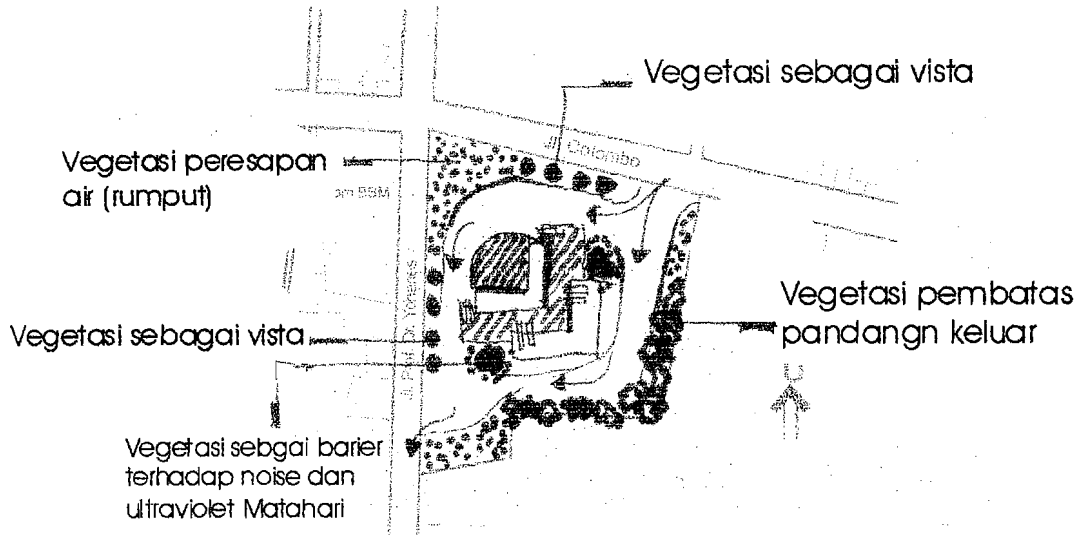 Vegetasi sebagai vista
Jl. Colombo
Vegetasi peresapan
air (rumput)
Vegetasi pembatas
pandangn keluar
Vegetasi sebagai vista
Vegetasi sebgai barier
terhadap noise dan
ultraviolet Matahari
U